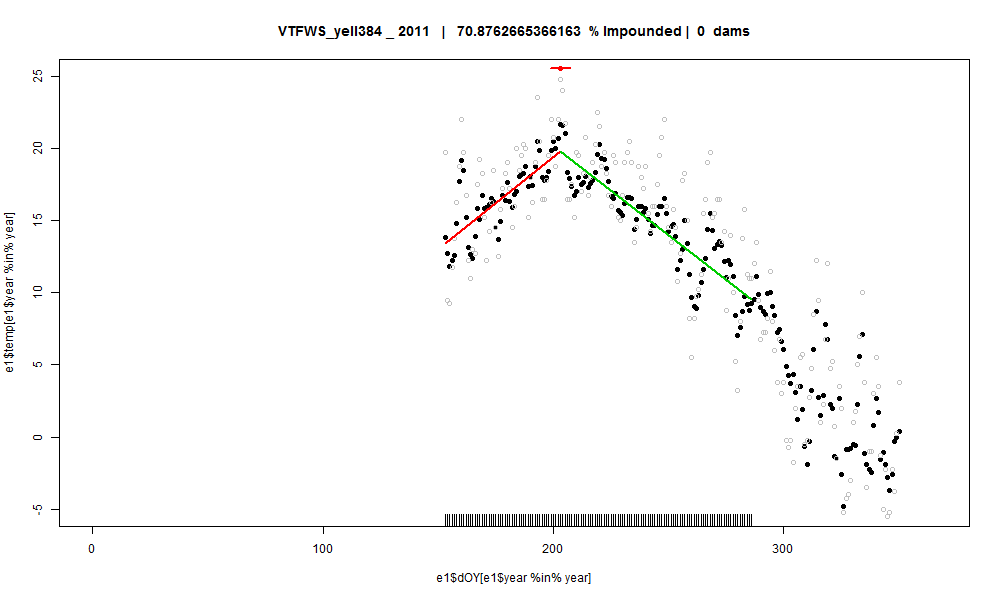 VTFWS_yell384 _ 2011 | 70.8762665366163 % Impounded | 0 dams
25
20
15
10
5
0
-5
e1$temp[e1$year %in% year]
0 100 200 300
e1$dOY[e1$year %in% year]